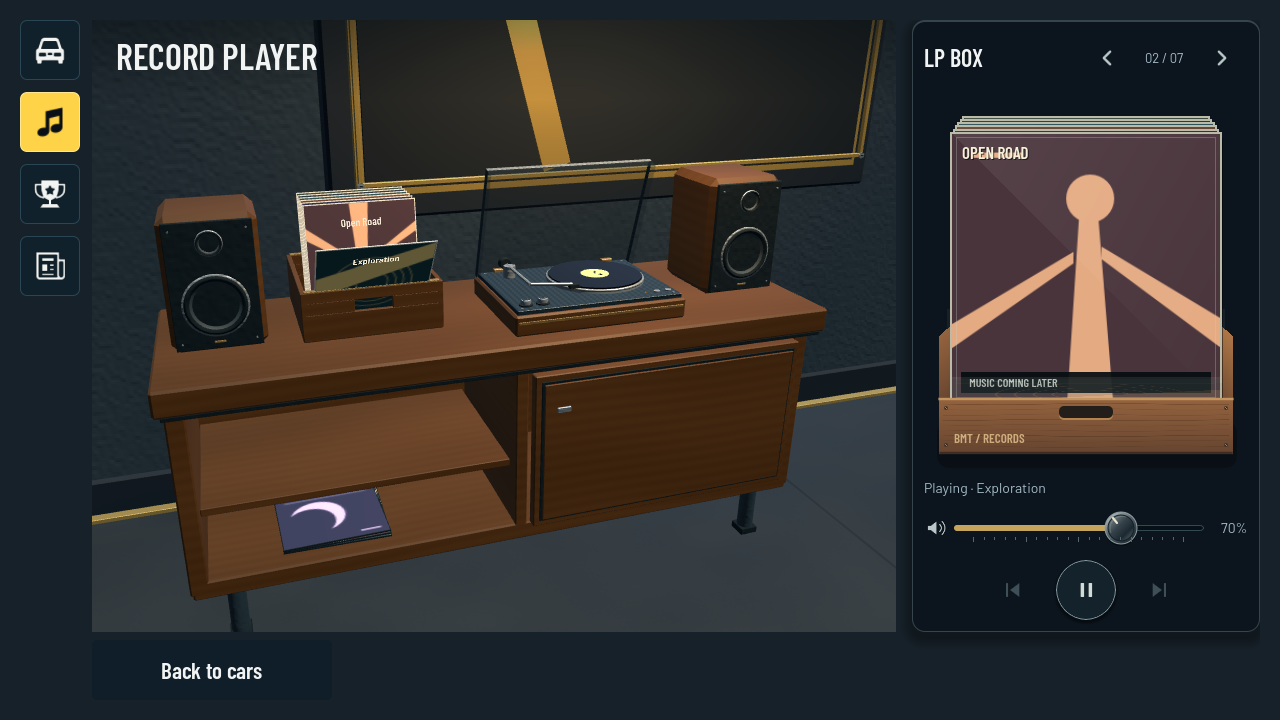 RECORD PLAYER
Open Road
Exploration
Back to cars
LP BOX
02 / 07
OPEN ROAD
MUSIC COMING LATER
BMT / RECORDS
Playing · Exploration
70%